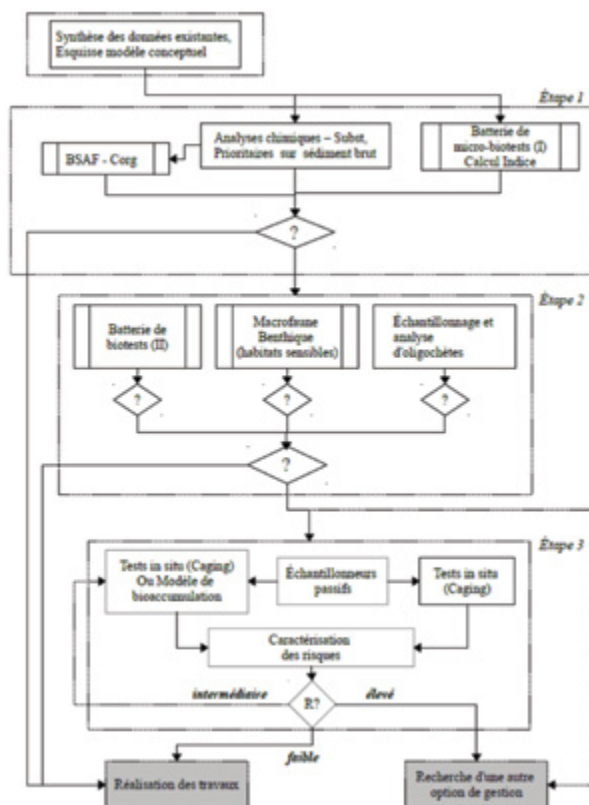 Synthèse des données existantes,
Esquisse modèle conceptuel
Étape 1
BSAF - Corg
Analyses chimiques – Subst,
Prioritaires sur sédiment brut
Batterie de
micro-biotests (I)
Calcul Indice
?
Étape 2
Batterie de
biotests (II)
Macrofaune
Benthique
(habitats sensibles)
Échantillonnage et
analyse
d'oligochètes
?
?
?
?
Étape 3
Tests in situ (Caging)
Ou Modèle de
bioaccumulation
Échantillonneurs
passifs
Tests in situ
(Caging)
Caractérisation
des risques
intermédiaire
R?
élevé
faible
Réalisation des travaux
Recherche d'une autre
option de gestion